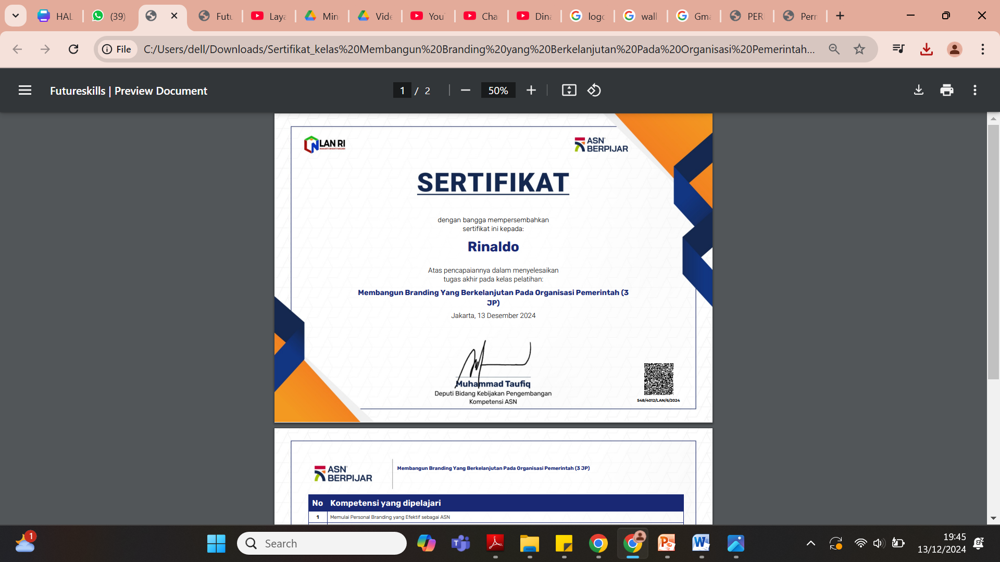 HAL
(39)
Futu
Laya
Min
Vide
You
Cha
Dina
logo
wall
Gma
PER
Perr
File
C:/Users/dell/Downloads/Sertifikat_kelas%20Membangun%20Branding%20yang%20Berkelanjutan%20Pada%20Organisasi%20Pemerintah...
Futureskills | Preview Document
1 / 2
50%
LAN RI
MAKARTI BHAKTI NAGARI
ASN
BERPIJAR
SERTIFIKAT
dengan bangga mempersembahkan
sertifikat ini kepada:
Rinaldo
Atas pencapaiannya dalam menyelesaikan
tugas akhir pada kelas pelatihan:
Membangun Branding Yang Berkelanjutan Pada Organisasi Pemerintah (3
JP)
Jakarta, 13 Desember 2024
Muhammad Taufiq
Deputi Bidang Kebijakan Pengembangan
Kompetensi ASN
548/4012/LAN/6/2024
ASN
BERPIJAR
Membangun Branding Yang Berkelanjutan Pada Organisasi Pemerintah (3 JP)
No Kompetensi yang dipelajari
1 Memulai Personal Branding yang Efektif sebagai ASN
1
Search
19:45
13/12/2024